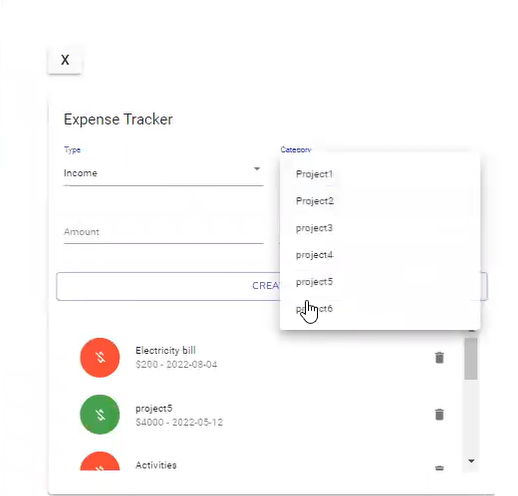 X
Expense Tracker
Type
Category
Income
Project1
Project2
project3
Amount
project4
CREA
project5
project6
Electricity bill
$200 - 2022-08-04
project5
$4000 - 2022-05-12
Activities